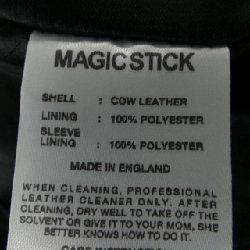 MAGIC STICK
SHELL : COW LEATHER
LINING : 100% POLYESTER
SLEEVE
LINING : 100% POLYESTER
MADE IN ENGLAND
WHEN CLEANING, PROFESSIONAL
LEATHER CLEANER ONLY. AFTER
CLEANING, DRY WELL TO TAKE OFF THE
SOLVENT OR GIVE IT TO YOUR MOM, SHE
BETTER KNOWS HOW TO DO IT.